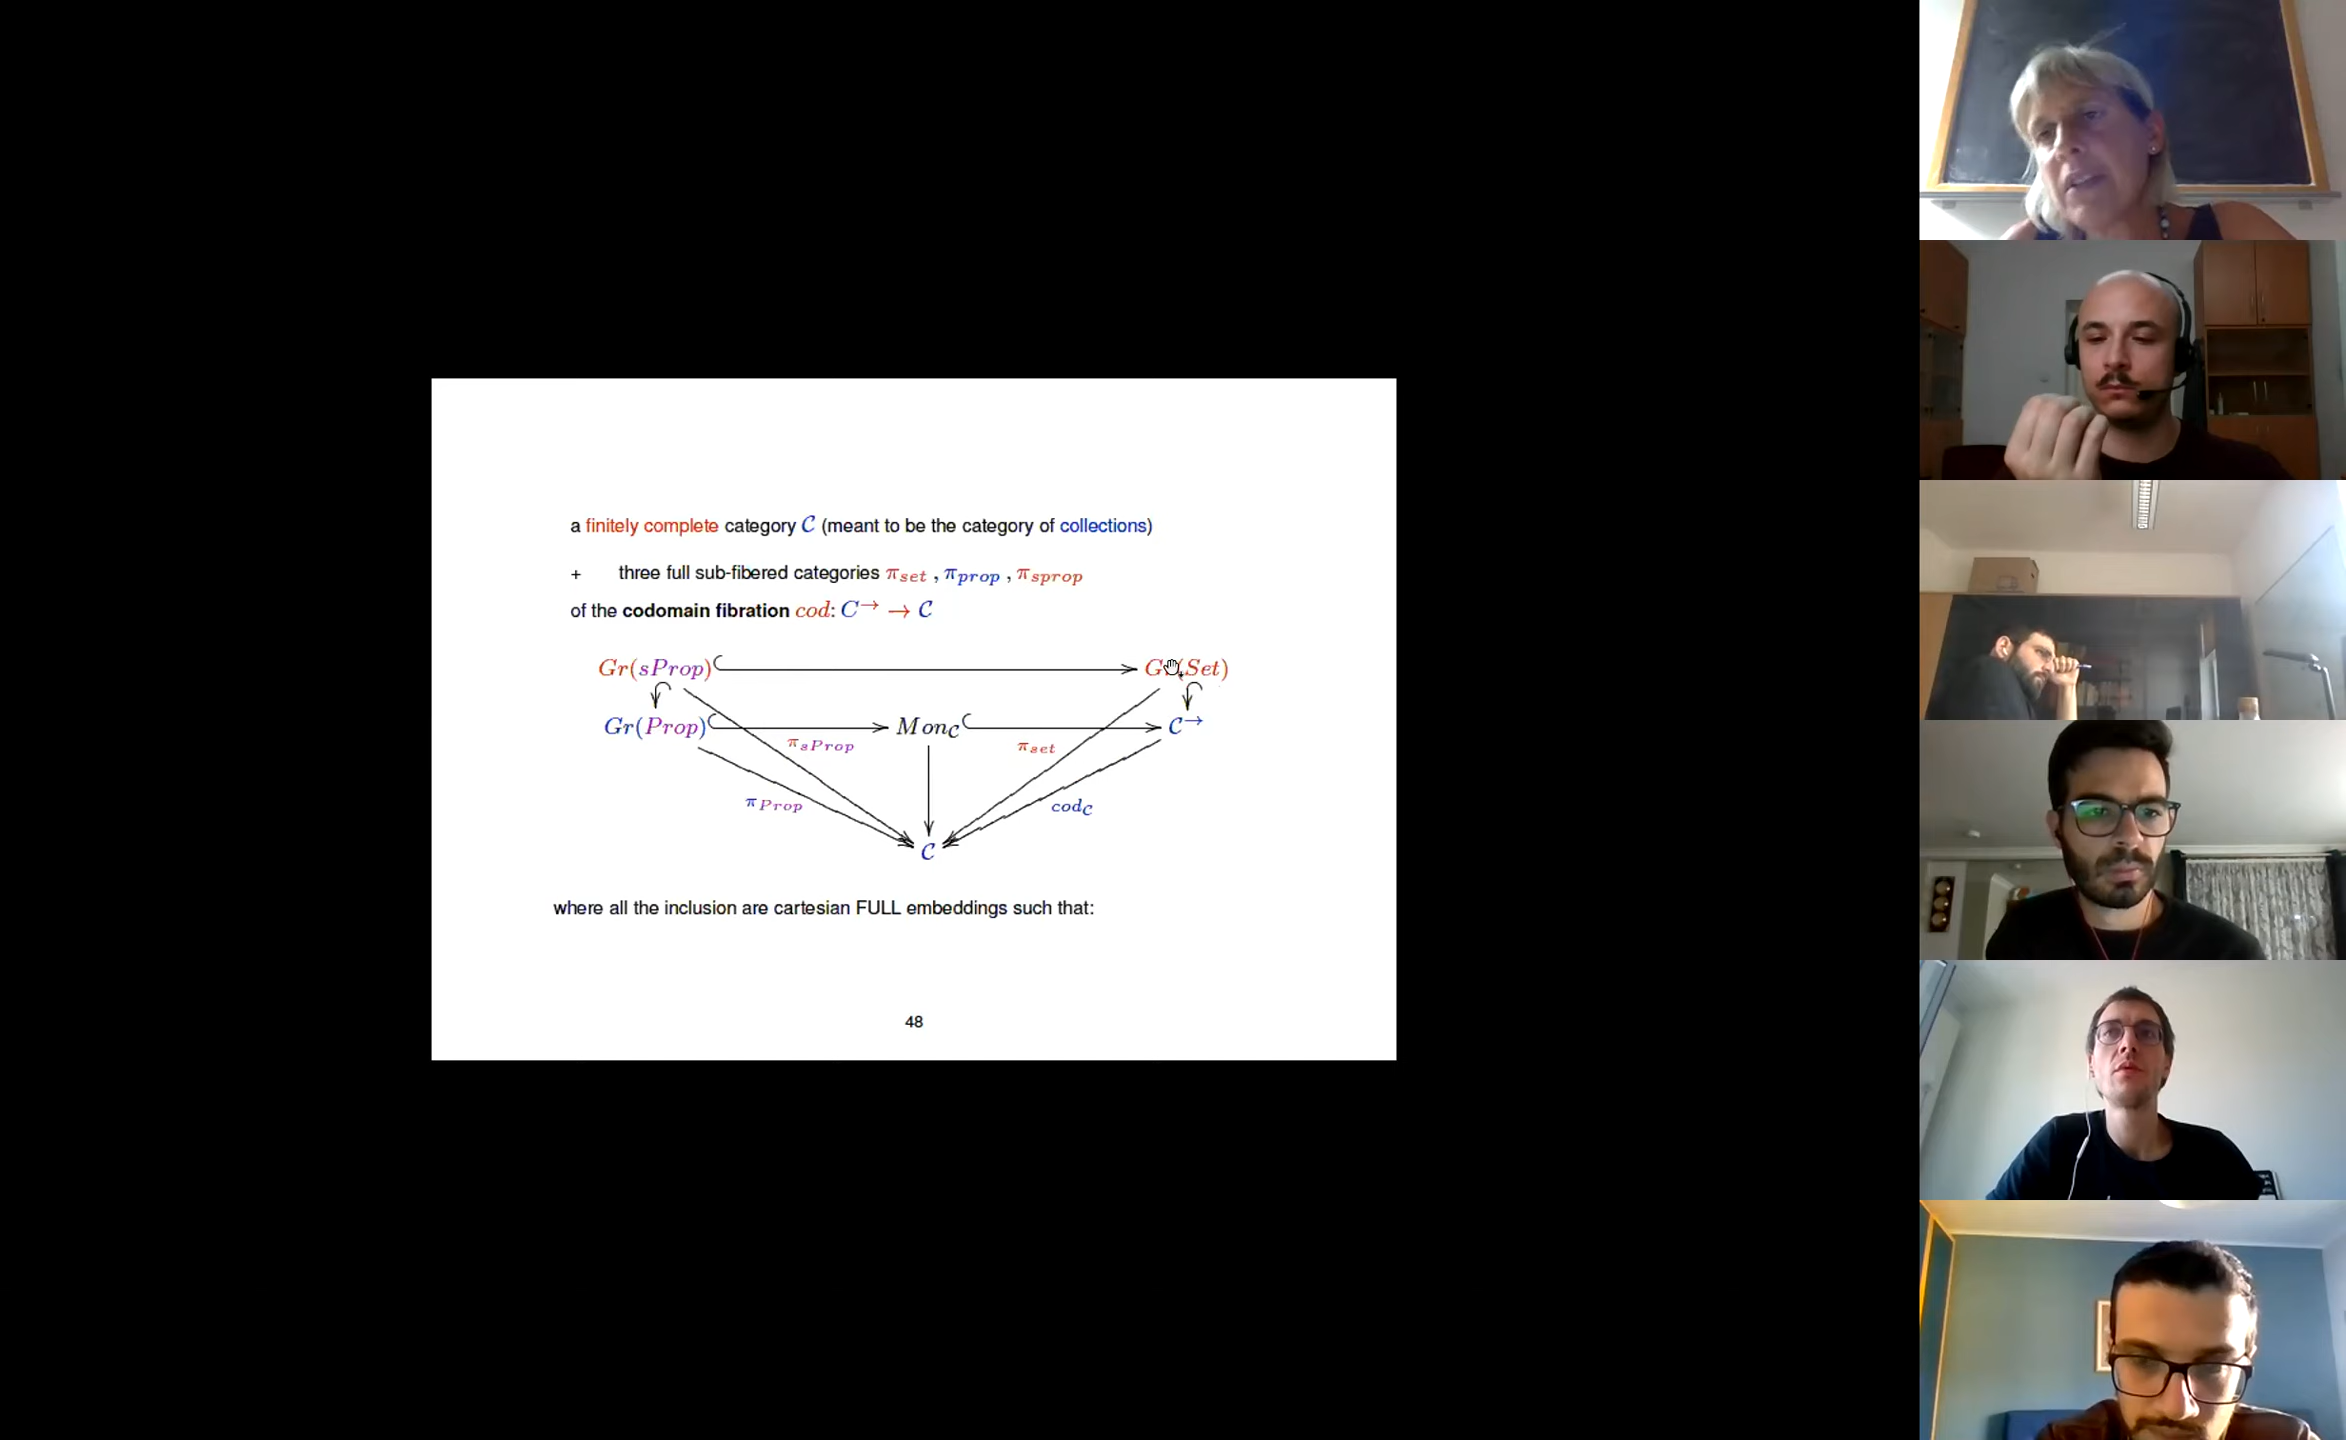 a finitely complete category 𝒞 (meant to be the category of collections)
+ three full sub-fibered categories π_set , π_prop , π_sprop
of the codomain fibration cod: C^→ → 𝒞
Gr(sProp) (Set)
Gr(Prop) Mon_𝒞 𝒞^→
π_sProp π_set
π_Prop cod_𝒞
𝒞
where all the inclusion are cartesian FULL embeddings such that:
48